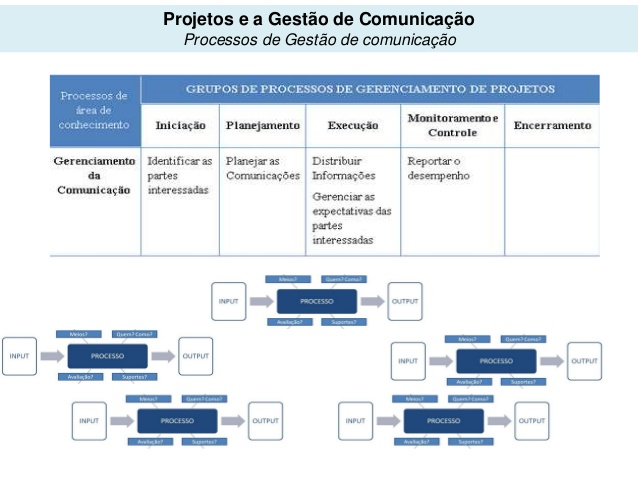 Projetos e a Gestão de Comunicação
Processos de Gestão de comunicação
Processos de
área de
conhecimento
GRUPOS DE PROCESSOS DE GERENCIAMENTO DE PROJETOS
Iniciação
Planejamento
Execução
Monitoramento e
Controle
Encerramento
Gerenciamento
da
Comunicação
Identificar as
partes
interessadas
Planejar as
Comunicações
Distribuir
Informações
Gerenciar as
expectativas das
partes
interessadas
Reportar o
desempenho
Meios?
Quem? Como?
INPUT
PROCESSO
OUTPUT
Avaliação?
Suportes?
Meios?
Quem? Como?
INPUT
PROCESSO
OUTPUT
Avaliação?
Suportes?
Meios?
Quem? Como?
INPUT
PROCESSO
OUTPUT
Avaliação?
Suportes?
Meios?
Quem? Como?
INPUT
PROCESSO
OUTPUT
Avaliação?
Suportes?
Meios?
Quem? Como?
INPUT
PROCESSO
OUTPUT
Avaliação?
Suportes?